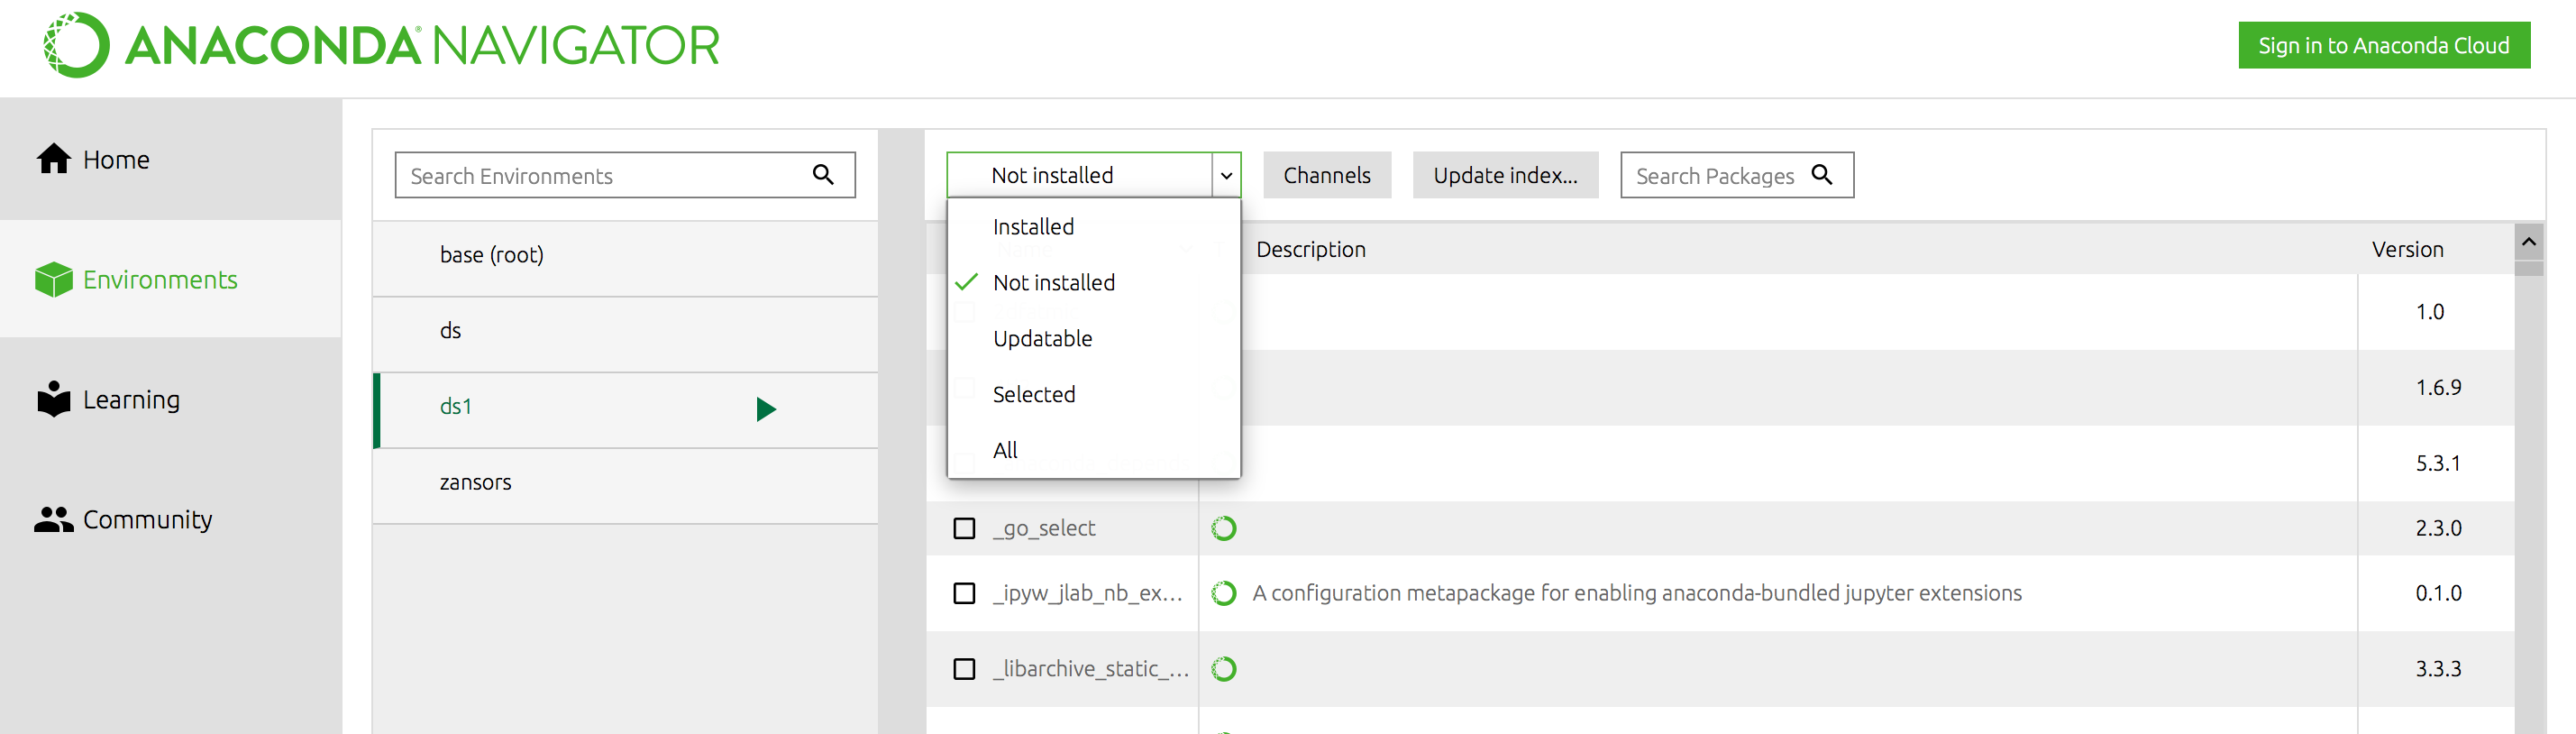 ANACONDA® NAVIGATOR
Sign in to Anaconda Cloud
Home
Environments
Learning
Community
Search Environments
base (root)
ds
ds1
zansors
Not installed
Channels
Update index...
Search Packages
Installed
Not installed
Updatable
Selected
All
Name
Description
Version
1.0
1.6.9
5.3.1
_go_select
2.3.0
_ipyw_jlab_nb_ex...
A configuration metapackage for enabling anaconda-bundled jupyter extensions
0.1.0
_libarchive_static_...
3.3.3